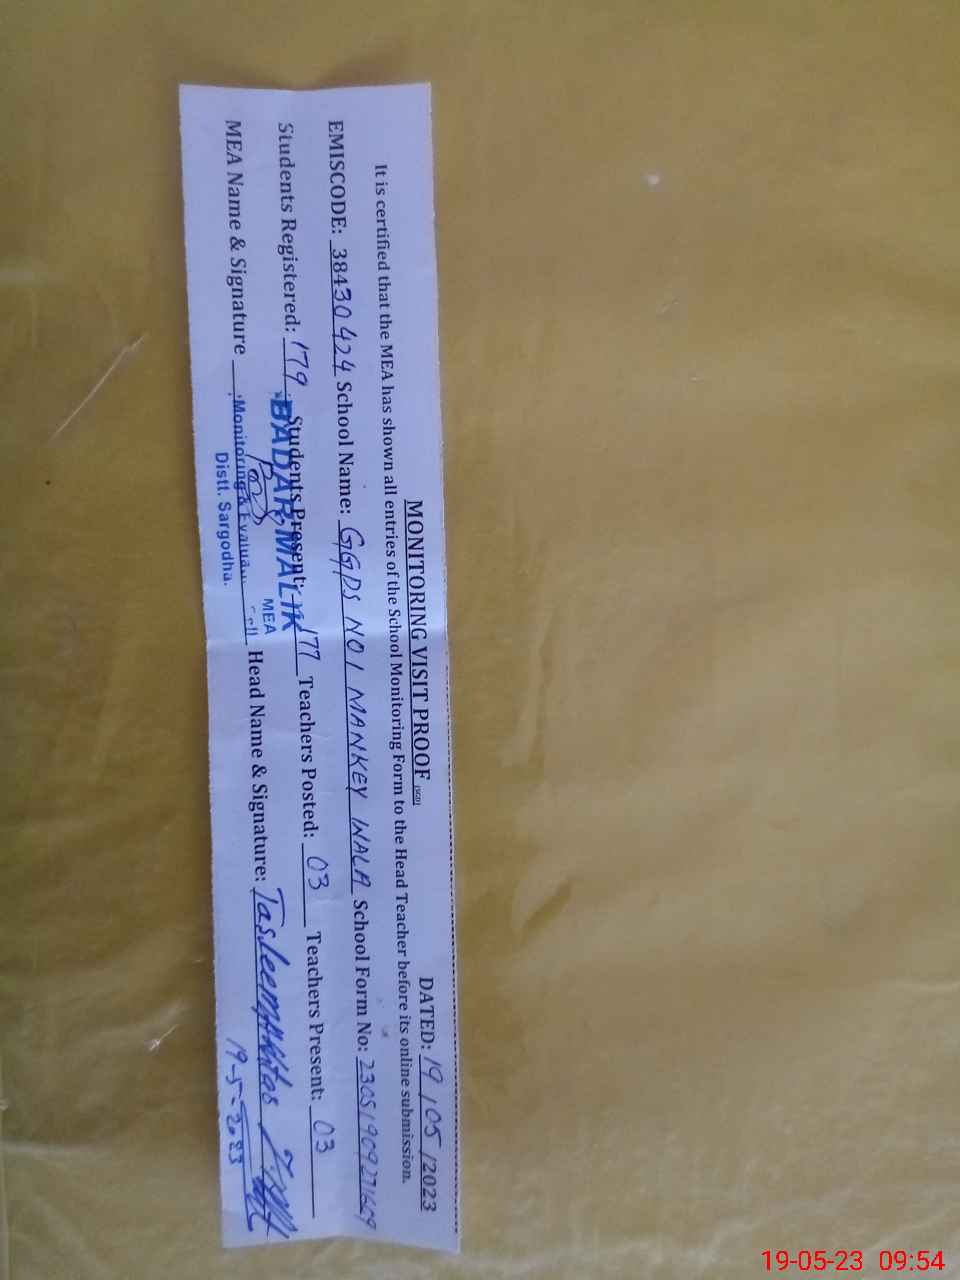 MONITORING VISIT PROOF (SGD) DATED: 19/05/2023
It is certified that the MEA has shown all entries of the School Monitoring Form to the Head Teacher before its online submission.
EMISCODE: 38430424 School Name: GGPS NO 1 MANKEY WALA School Form No:
Students Registered: 179 Students Present: 177 Teachers Posted: 03 Teachers Present: 03
MEA Name & Signature Head Name & Signature: Tasleem
BADAR MALIK
MEA
Monitoring & Cell
Distt. Sargodha.
19-5-2023
19-05-23 09:54